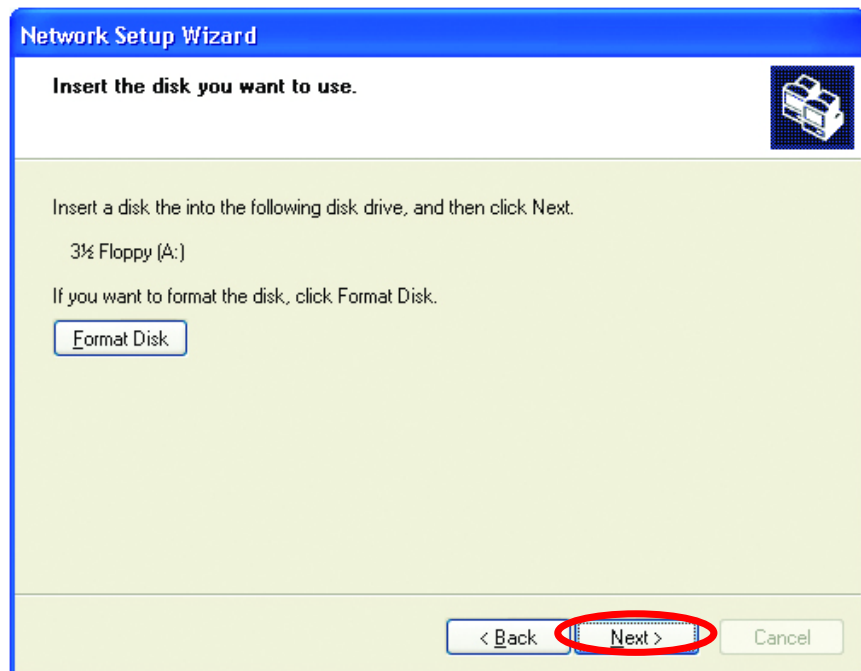 Network Setup Wizard
Insert the disk you want to use.
Insert a disk the into the following disk drive, and then click Next.
3½ Floppy (A:)
If you want to format the disk, click Format Disk.
Format Disk
< Back Next > Cancel